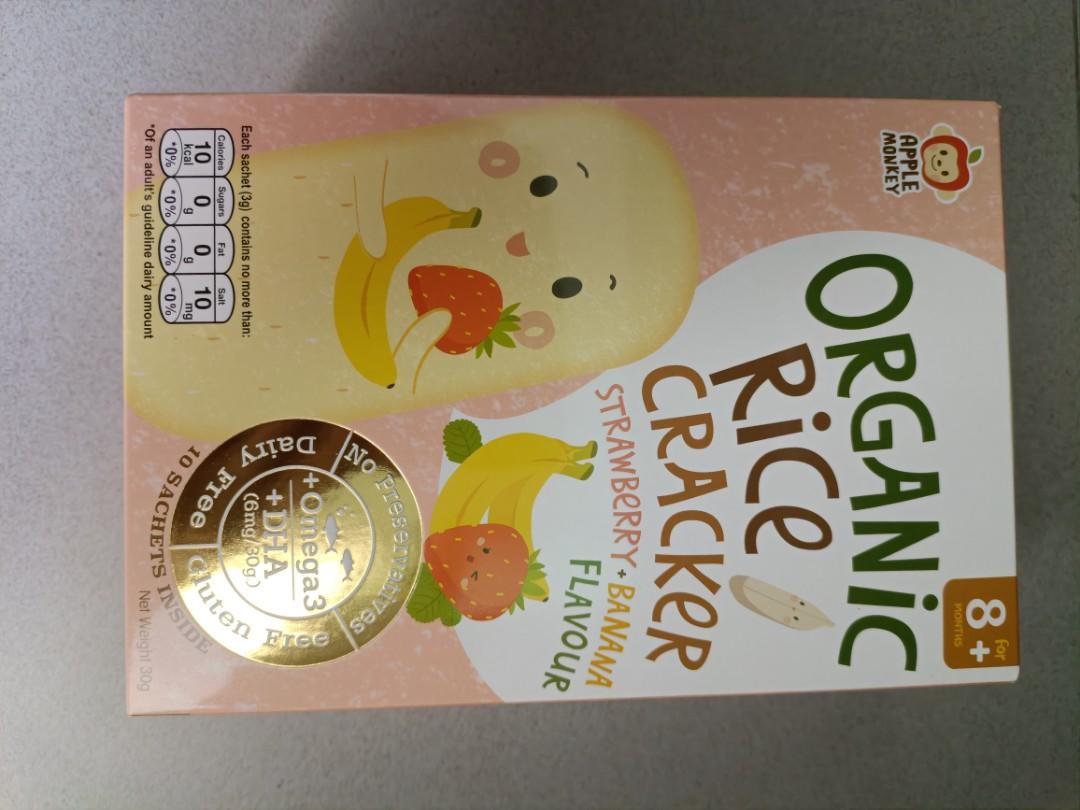 APPLE
MONKEY
for
8+
MONTHS
ORGANIC
RICE
CRACKER
STRAWBERRY + BANANA
FLAVOUR
Each sachet (3g) contains no more than:
Calories Sugars Fat Salt
10 kcal 0 g 0 g 10 mg
*0% *0% *0% *0%
*Of an adult's guideline dairy amount
No Preservatives
Dairy Free
Gluten Free
+Omega3
+DHA
(6mg/30g)
10 SACHETS INSIDE
Net Weight 30g